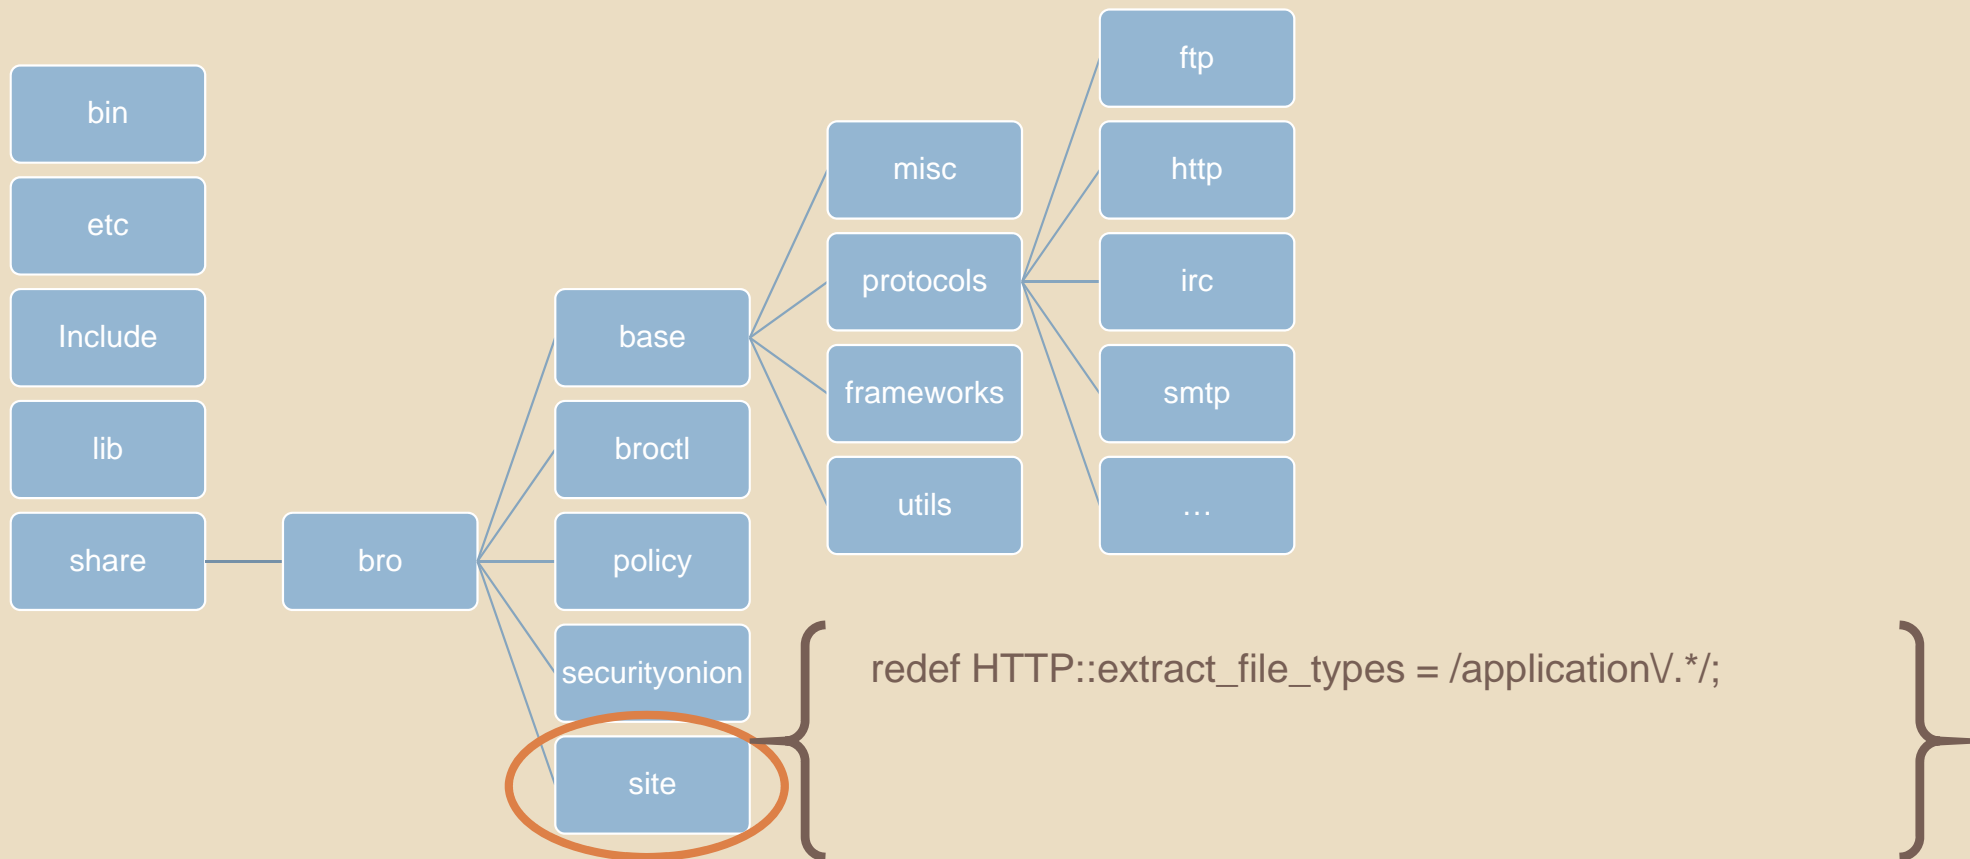 bin
etc
Include
lib
share
bro
base
broctl
policy
securityonion
site
misc
protocols
frameworks
utils
ftp
http
irc
smtp
…
redef HTTP::extract_file_types = /application\/.*/;